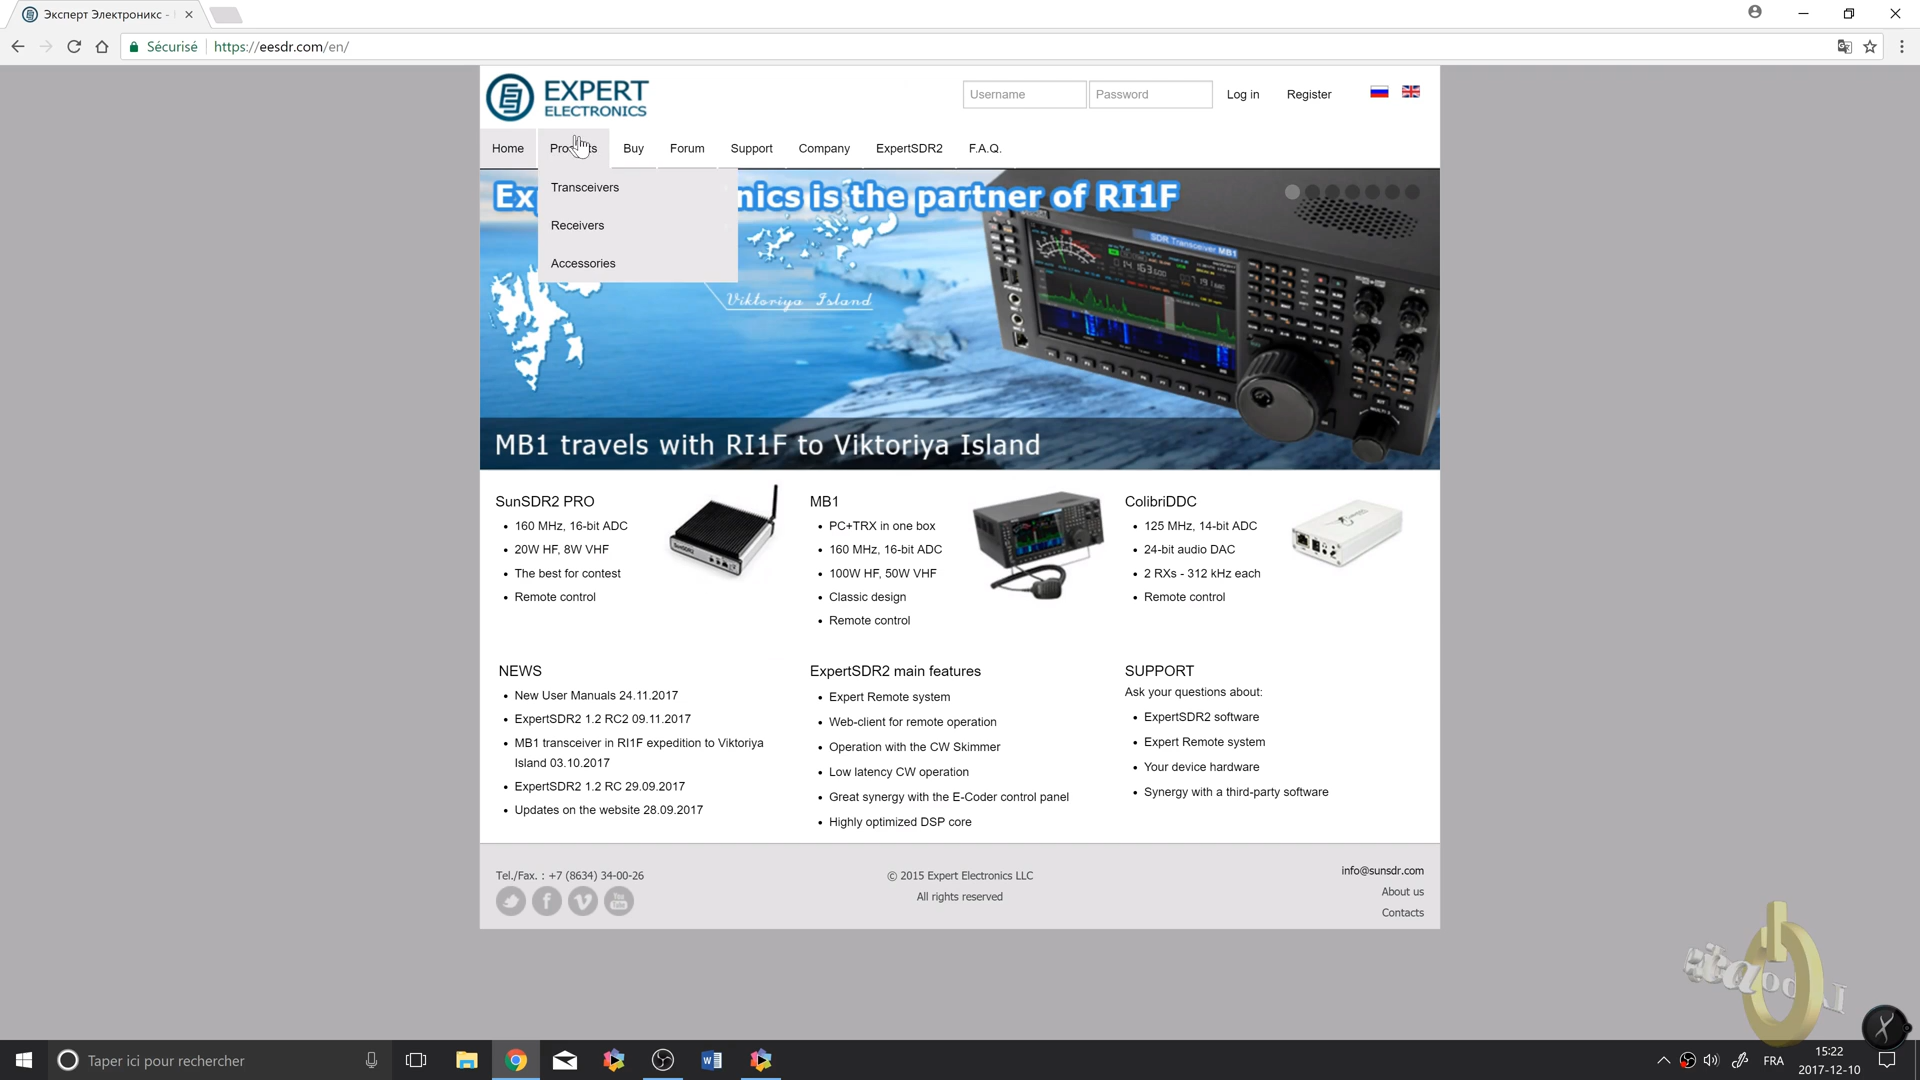 Эксперт Электроникс -
Sécurisé https://eesdr.com/en/
EXPERT
ELECTRONICS
Username Password Log in Register
Home Buy Forum Support Company ExpertSDR2 F.A.Q.
Transceivers
Receivers
Accessories
is the partner of RI1F
SDR Transceiver MB1
Viktoriya Island
MB1 travels with RI1F to Viktoriya Island
SunSDR2 PRO
160 MHz, 16-bit ADC
20W HF, 8W VHF
The best for contest
Remote control
SunSDR2
MB1
PC+TRX in one box
160 MHz, 16-bit ADC
100W HF, 50W VHF
Classic design
Remote control
ColibriDDC
125 MHz, 14-bit ADC
24-bit audio DAC
2 RXs - 312 kHz each
Remote control
NEWS
New User Manuals 24.11.2017
ExpertSDR2 1.2 RC2 09.11.2017
MB1 transceiver in RI1F expedition to Viktoriya
Island 03.10.2017
ExpertSDR2 1.2 RC 29.09.2017
Updates on the website 28.09.2017
ExpertSDR2 main features
Expert Remote system
Web-client for remote operation
Operation with the CW Skimmer
Low latency CW operation
Great synergy with the E-Coder control panel
Highly optimized DSP core
SUPPORT
Ask your questions about:
ExpertSDR2 software
Expert Remote system
Your device hardware
Synergy with a third-party software
Tel./Fax. : +7 (8634) 34-00-26
© 2015 Expert Electronics LLC
All rights reserved
info@sunsdr.com
About us
Contacts
Taper ici pour rechercher
FRA
15:22
2017-12-10